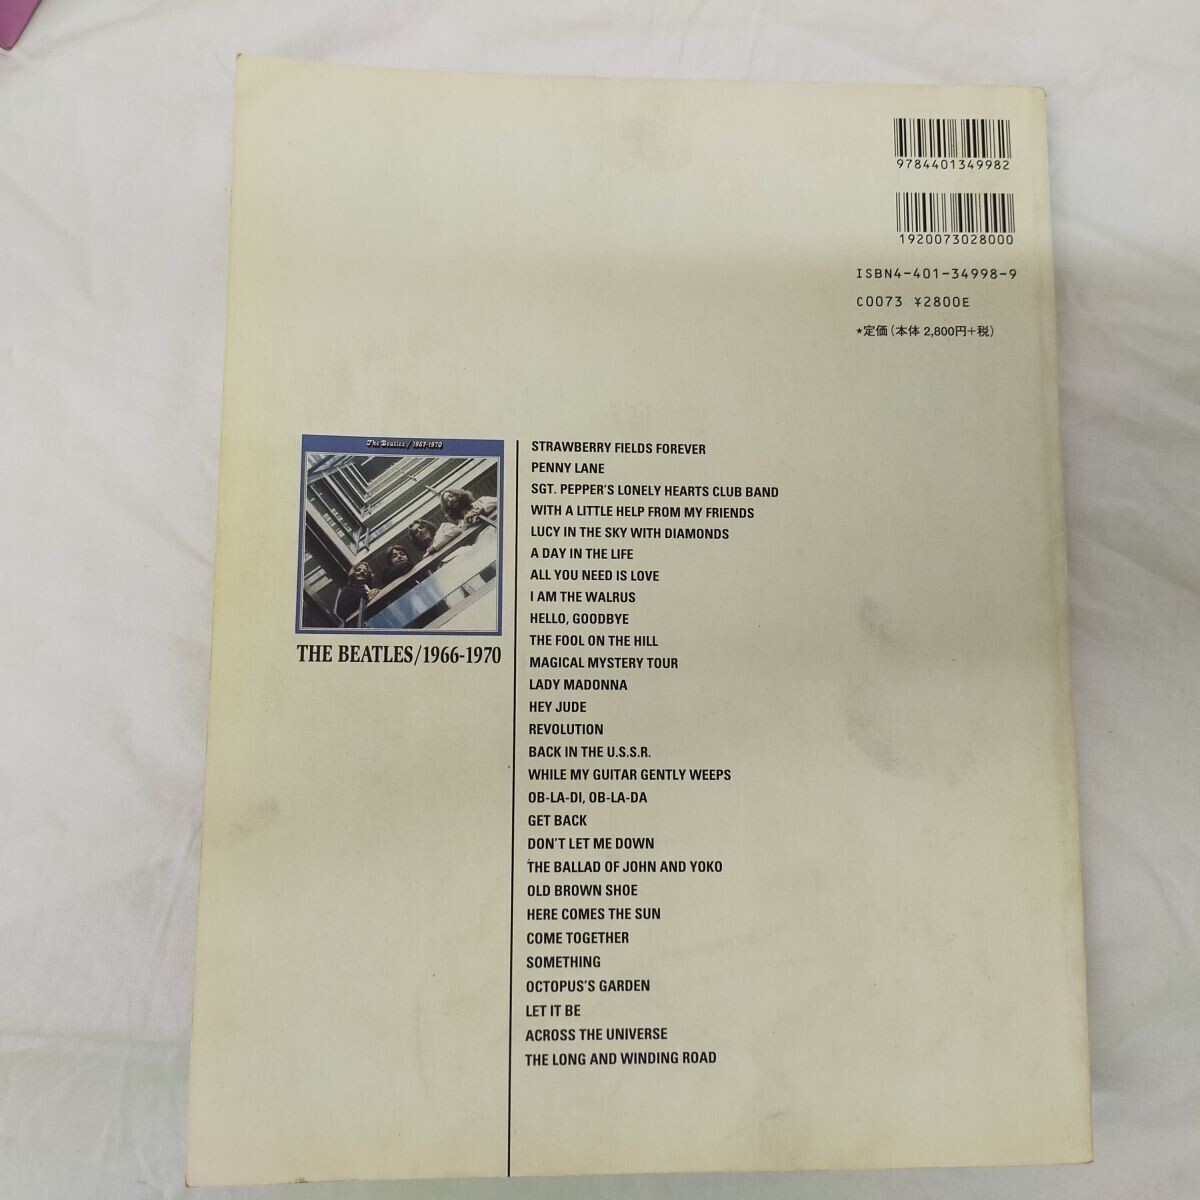 9784401349982
1920073028000
ISBN4-401-34998-9
C0073 ¥2800E
★定価(本体 2,800円+税)
The Beatles / 1967-1970
THE BEATLES/1966-1970
STRAWBERRY FIELDS FOREVER
PENNY LANE
SGT. PEPPER'S LONELY HEARTS CLUB BAND
WITH A LITTLE HELP FROM MY FRIENDS
LUCY IN THE SKY WITH DIAMONDS
A DAY IN THE LIFE
ALL YOU NEED IS LOVE
I AM THE WALRUS
HELLO, GOODBYE
THE FOOL ON THE HILL
MAGICAL MYSTERY TOUR
LADY MADONNA
HEY JUDE
REVOLUTION
BACK IN THE U.S.S.R.
WHILE MY GUITAR GENTLY WEEPS
OB-LA-DI, OB-LA-DA
GET BACK
DON'T LET ME DOWN
THE BALLAD OF JOHN AND YOKO
OLD BROWN SHOE
HERE COMES THE SUN
COME TOGETHER
SOMETHING
OCTOPUS'S GARDEN
LET IT BE
ACROSS THE UNIVERSE
THE LONG AND WINDING ROAD